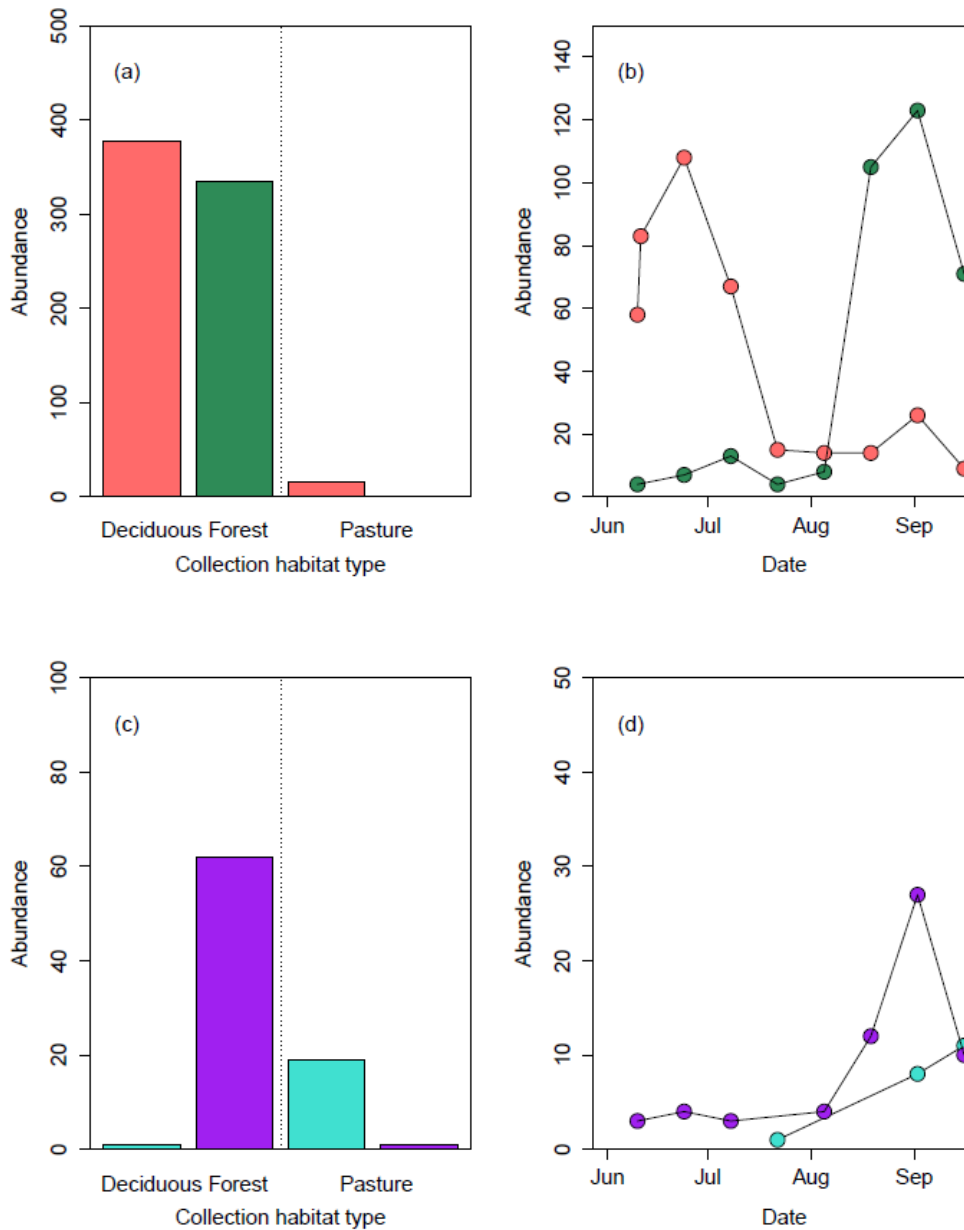 (a)
Abundance
0
100
200
300
400
500
Deciduous Forest
Pasture
Collection habitat type
(b)
Abundance
0
20
40
60
80
100
120
140
Jun
Jul
Aug
Sep
Date
(c)
Abundance
0
20
40
60
80
100
Deciduous Forest
Pasture
Collection habitat type
(d)
Abundance
0
10
20
30
40
50
Jun
Jul
Aug
Sep
Date